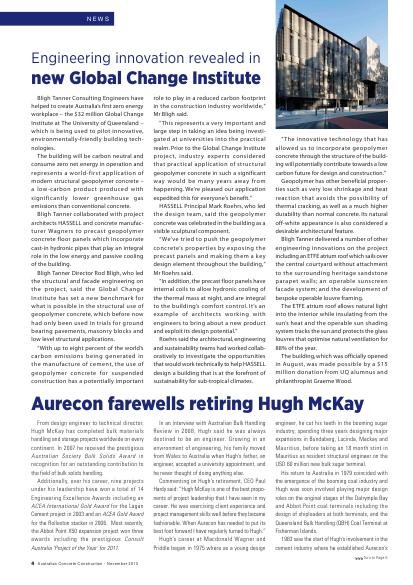 NEWS
Engineering innovation revealed in
new Global Change Institute
Bligh Tanner Consulting Engineers have
helped to create Australia's first zero energy
workplace – the $32 million Global Change
Institute at The University of Queensland –
which is being used to pilot innovative,
environmentally-friendly building tech-
nologies.
The building will be carbon neutral and
consume zero net energy in operation and
represents a world-first application of
modern structural geopolymer concrete –
a low-carbon product produced with
significantly lower greenhouse gas
emissions than conventional concrete.
Bligh Tanner collaborated with project
architects HASSELL and concrete manufac-
turer Wagners to precast geopolymer
concrete floor panels which incorporate
cast-in hydronic pipes that play an integral
role in the low energy and passive cooling
of the building.
Bligh Tanner Director Rod Bligh, who led
the structural and facade engineering on
the project, said the Global Change
Institute has set a new benchmark for
what is possible in the structural use of
geopolymer concrete, which before now
had only been used in trials for ground
bearing pavements, masonry blocks and
low level structural applications.
"With up to eight percent of the world's
carbon emissions being generated in
the manufacture of cement, the use of
geopolymer concrete for suspended
construction has a potentially important
role to play in a reduced carbon footprint
in the construction industry worldwide,"
Mr Bligh said.
"This represents a very important and
large step in taking an idea being investi-
gated at universities into the practical
realm. Prior to the Global Change Institute
project, industry experts considered
that practical application of structural
geopolymer concrete in such a significant
way would be many years away from
happening. We're pleased our application
expedited this for everyone's benefit."
HASSELL Principal Mark Roehrs, who led
the design team, said the geopolymer
concrete was celebrated in the building as a
visible sculptural component.
"We've tried to push the geopolymer
concrete's properties by exposing the
precast panels and making them a key
design element throughout the building,"
Mr Roehrs said.
"In addition, the precast floor panels have
internal coils to allow hydronic cooling of
the thermal mass at night, and are integral
to the building's comfort control. It's an
example of architects working with
engineers to bring about a new product
and exploit its design potential".
Roehrs said the architectural, engineering
and sustainability teams had worked collab-
oratively to investigate the opportunities
that would work technically to help HASSELL
design a building that is at the forefront of
sustainability for sub-tropical climates.
"The innovative technology that has
allowed us to incorporate geopolymer
concrete through the structure of the build-
ing will potentially contribute towards a low
carbon future for design and construction."
Geopolymer has other beneficial proper-
ties such as very low shrinkage and heat
reaction that avoids the possibility of
thermal cracking, as well as a much higher
durability than normal concrete. Its natural
off-white appearance is also considered a
desirable architectural feature.
Bligh Tanner delivered a number of other
engineering innovations on the project
including an ETFE atrium roof which sails over
the central courtyard without attachment
to the surrounding heritage sandstone
parapet walls; an operable sunscreen
facade system; and the development of
bespoke operable louvre framing.
The ETFE atrium roof allows natural light
into the interior while insulating from the
sun's heat and the operable sun shading
system tracks the sun and protects the glass
louvres that optimise natural ventilation for
88% of the year.
The building, which was officially opened
in August, was made possible by a $15
million donation from UQ alumnus and
philanthropist Graeme Wood.
Aurecon farewells retiring Hugh McKay
From design engineer to technical director,
Hugh McKay has completed bulk materials
handling and storage projects worldwide on every
continent. In 2007 he received the prestigious
Australian Society Bulk Solids Award in
recognition for an outstanding contribution to
the field of bulk solids handling.
Additionally, over his career, nine projects
under his leadership have won a total of 14
Engineering Excellence Awards including an
ACEA International Gold Award for the Lagan
Cement project in 2003 and an ACEA Gold Award
for the Rolleston stacker in 2006. Most recently,
the Abbot Point X50 expansion project won three
awards including the prestigious Consult
Australia 'Project of the Year' for 2011.
In an interview with Australian Bulk Handling
Review in 2008, Hugh said he was always
destined to be an engineer. Growing in an
environment of engineering, his family moved
from Wales to Australia when Hugh's father, an
engineer, accepted a university appointment, and
he never thought of doing anything else.
Commenting on Hugh's retirement, CEO Paul
Hardy said: "Hugh McKay is one of the best propo-
nents of project leadership that I have seen in my
career. He was exercising client experience and
project management skills well before they became
fashionable. When Aurecon has needed to put its
best foot forward I have regularly turned to Hugh."
Hugh's career at Macdonald Wagner and
Priddle began in 1975 where as a young design
engineer, he cut his teeth in the booming sugar
industry, spending three years designing major
expansions in Bundaberg, Lucinda, Mackay and
Mourilyan, before taking an 18 month stint in
Mauritius as resident structural engineer on the
USD 60 million new bulk sugar terminal.
His return to Australia in 1979 coincided with
the emergence of the booming coal industry and
Hugh was soon involved playing major design
roles on the original stages of the Dalrymple Bay
and Abbot Point coal terminals including the
design of shiploaders at both terminals, and the
Queensland Bulk Handling (QBH) Coal Terminal at
Fisherman Islands.
1983 saw the start of Hugh's involvement in the
cement industry where he established Aurecon's
Turn to Page 6
4 Australian Concrete Construction – November 2013